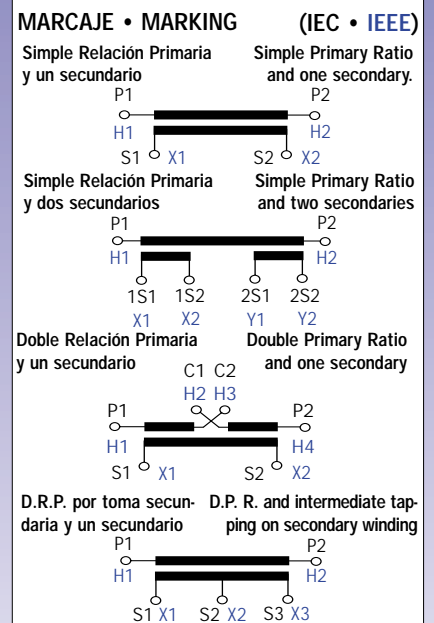 MARCAJE • MARKING (IEC • IEEE)
Simple Relación Primaria Simple Primary Ratio
y un secundario and one secondary.
P1 P2
H1 H2
S1 X1 S2 X2
Simple Relación Primaria Simple Primary Ratio
y dos secundarios and two secondaries
P1 P2
H1 H2
1S1 1S2 2S1 2S2
X1 X2 Y1 Y2
Doble Relación Primaria Double Primary Ratio
y un secundario and one secondary
C1 C2
H2 H3
P1 P2
H1 H4
S1 X1 S2 X2
D.R.P. por toma secun- D.P. R. and intermediate tap-
daria y un secundario ping on secondary winding
P1 P2
H1 H2
S1 X1 S2 X2 S3 X3